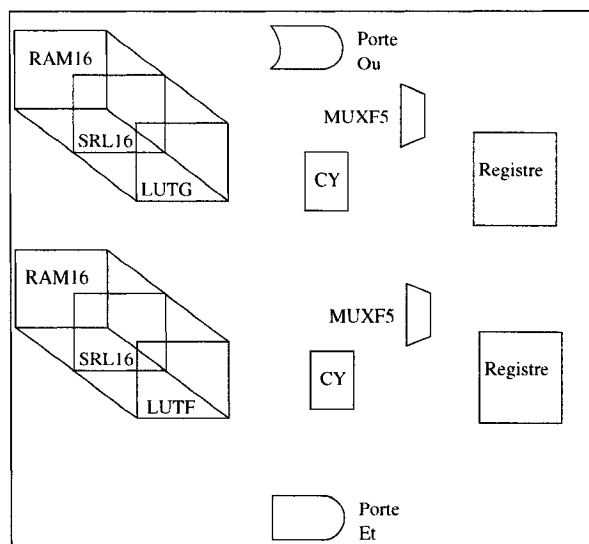 Porte
Ou
RAM16
MUXF5
SRL16
CY
Registre
LUTG
RAM16
MUXF5
SRL16
CY
Registre
LUTF
Porte
Et